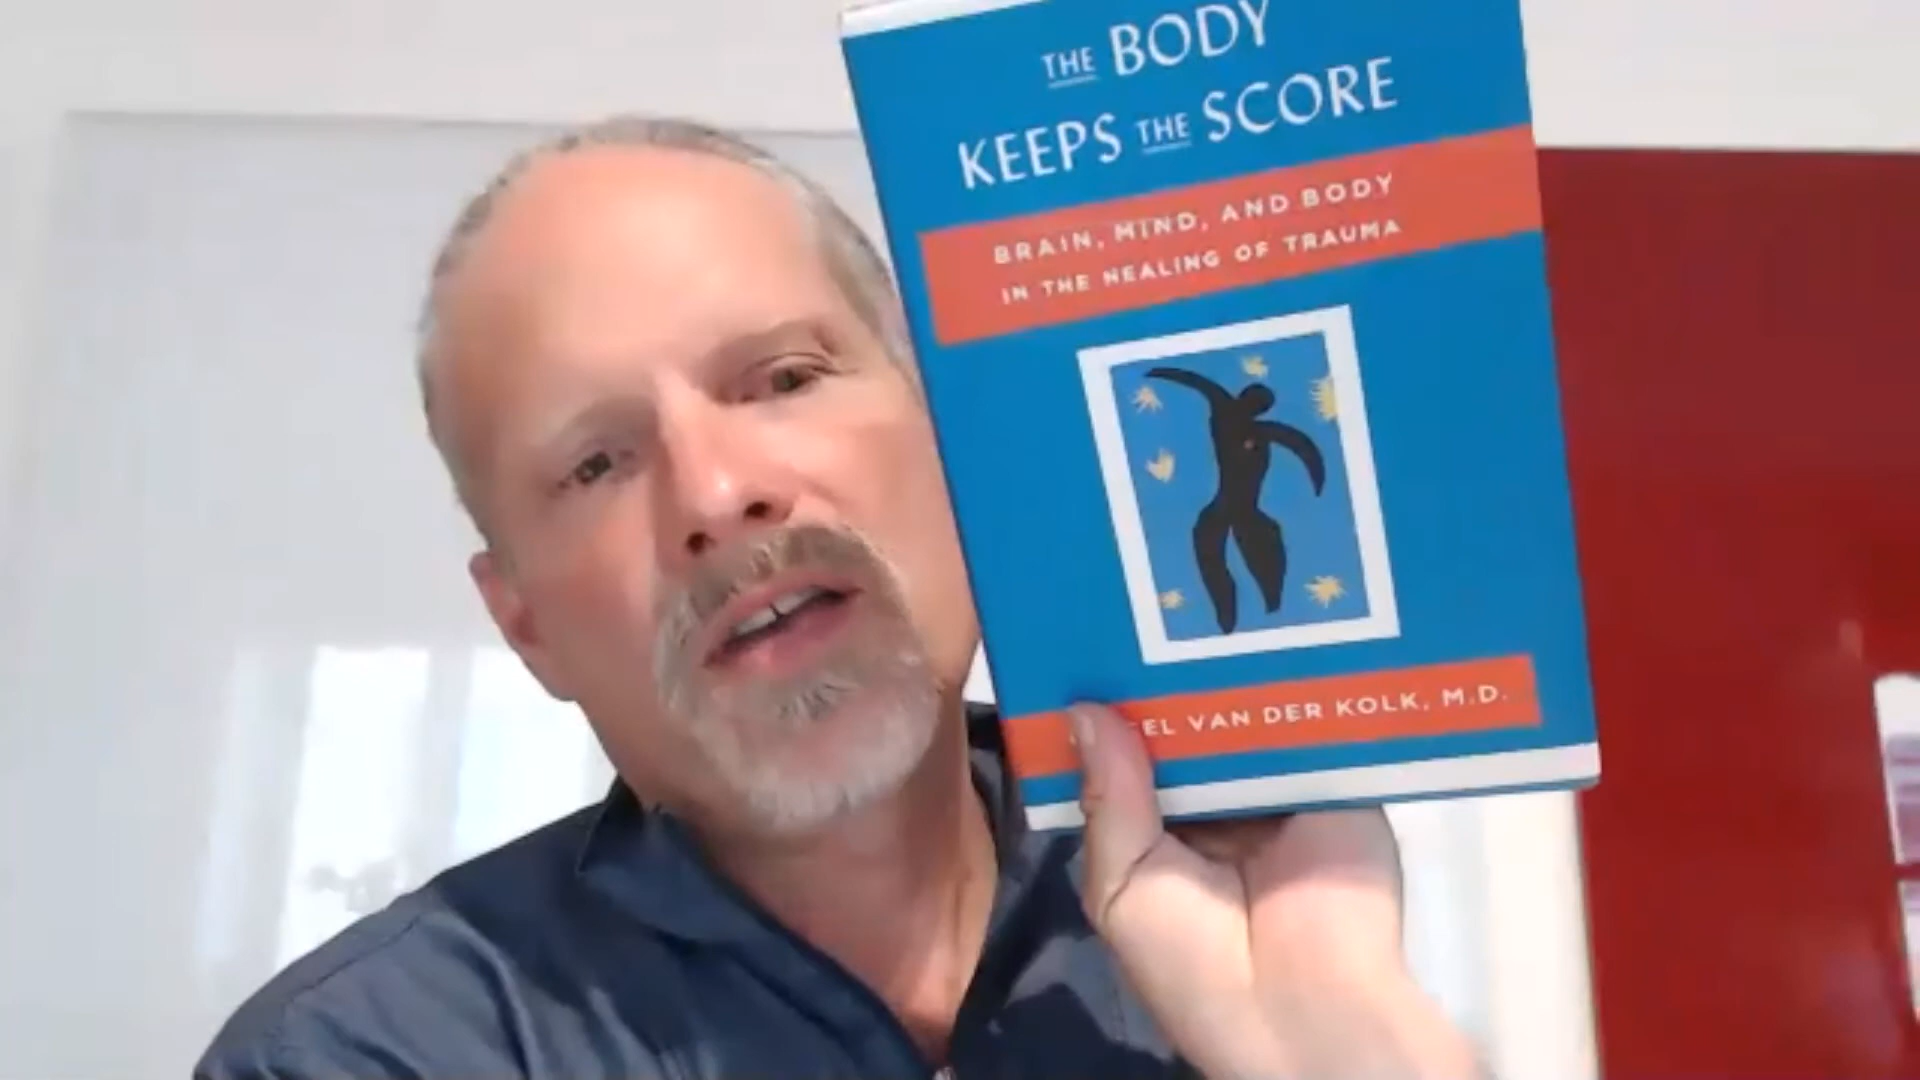 THE BODY
KEEPS THE SCORE
BRAIN, MIND, AND BODY
IN THE HEALING OF TRAUMA
VAN DER KOLK, M.D.